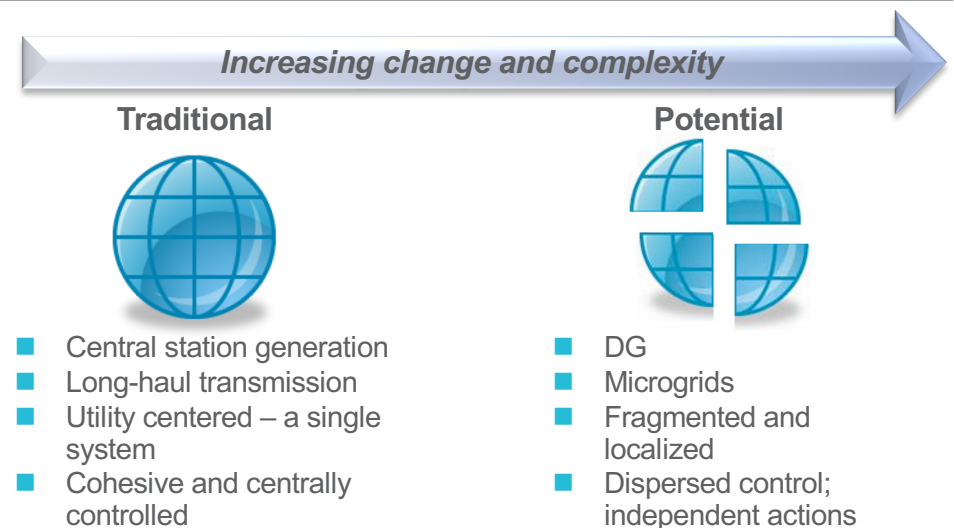 Increasing change and complexity
Traditional
Central station generation
Long-haul transmission
Utility centered – a single
system
Cohesive and centrally
controlled
Potential
DG
Microgrids
Fragmented and
localized
Dispersed control;
independent actions